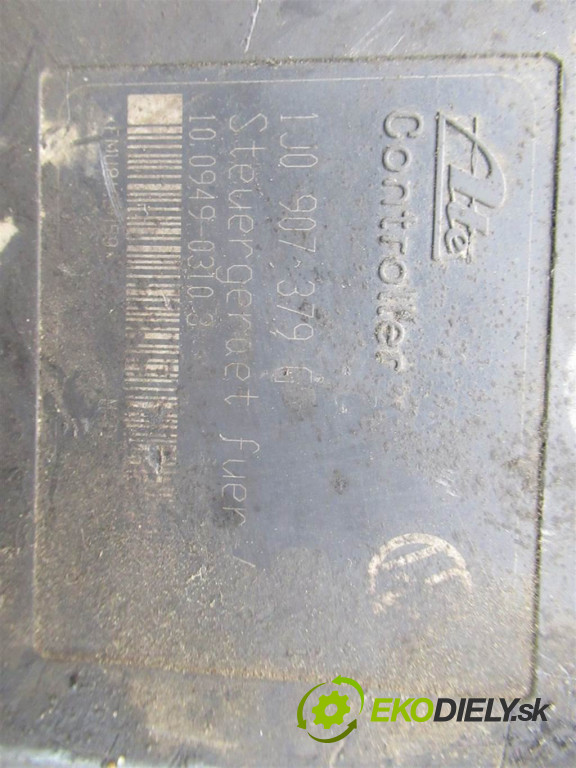 Ate
Controller
1J0 907 379 G
Steuergeraet fuer
10.0949-0310.3
EKODIELY.sk